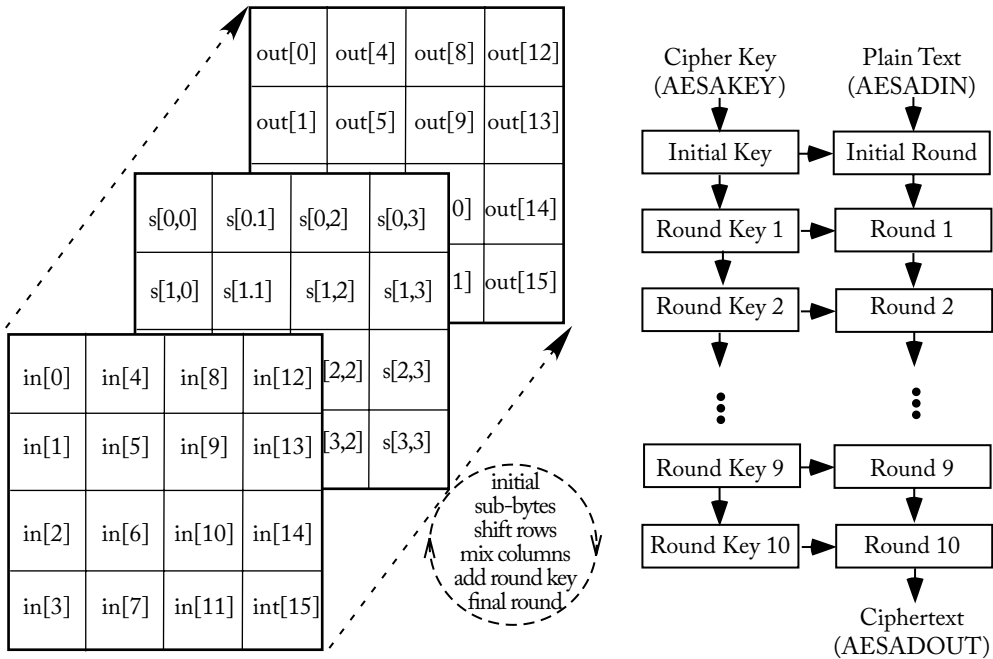 out[0] out[4] out[8] out[12]
out[1] out[5] out[9] out[13]
0] out[14]
1] out[15]
s[0,0] s[0.1] s[0,2] s[0,3]
s[1,0] s[1.1] s[1,2] s[1,3]
[2,2] s[2,3]
[3,2] s[3,3]
in[0] in[4] in[8] in[12]
in[1] in[5] in[9] in[13]
in[2] in[6] in[10] in[14]
in[3] in[7] in[11] int[15]
initial
sub-bytes
shift rows
mix columns
add round key
final round
Cipher Key
(AESAKEY)
Plain Text
(AESADIN)
Initial Key
Initial Round
Round Key 1
Round 1
Round Key 2
Round 2
Round Key 9
Round 9
Round Key 10
Round 10
Ciphertext
(AESADOUT)